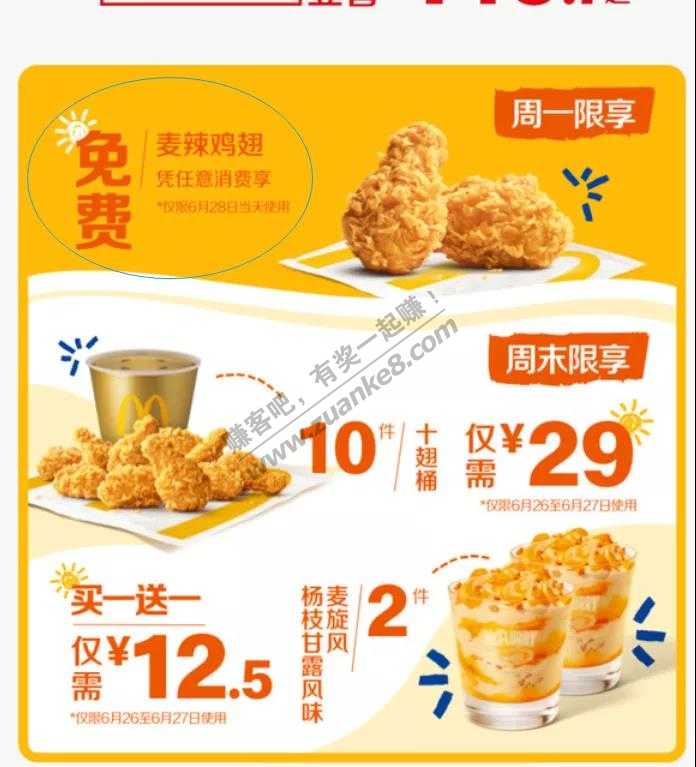 周一限享
免费
麦辣鸡翅
凭任意消费享
*仅限6月28日当天使用
周末限享
10件
十翅桶
仅需¥29
*仅限6月26至6月27日使用
赚客吧，有奖一起赚！
www.zuanke8.com
买一送一
仅需¥12.5
*仅限6月26至6月27日使用
麦旋风
杨枝甘露风味
2件